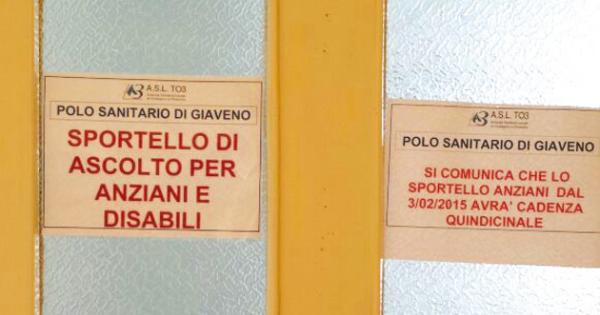 A.S.L. TO3
POLO SANITARIO DI GIAVENO
SPORTELLO DI
ASCOLTO PER
ANZIANI E
DISABILI
A.S.L. TO3
POLO SANITARIO DI GIAVENO
SI COMUNICA CHE LO
SPORTELLO ANZIANI DAL
3/02/2015 AVRA' CADENZA
QUINDICINALE